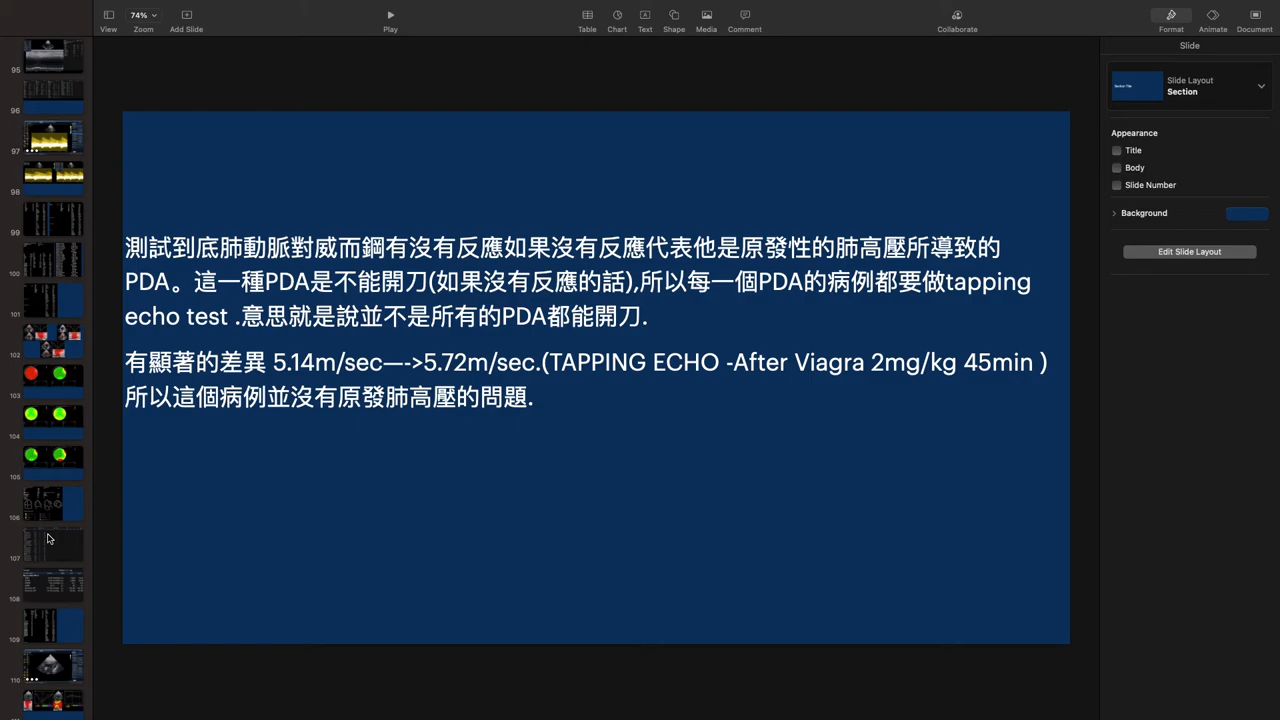 74%
View
Zoom
Add Slide
Play
Table
Chart
Text
Shape
Media
Comment
Collaborate
Format
Animate
Document
Slide
Slide Layout
Section
Appearance
Title
Body
Slide Number
Background
Edit Slide Layout
95
96
97
98
99
100
101
102
103
104
105
106
107
108
109
110
測試到底肺動脈對威而鋼有沒有反應如果沒有反應代表他是原發性的肺高壓所導致的
PDA。這一種PDA是不能開刀(如果沒有反應的話),所以每一個PDA的病例都要做tapping
echo test .意思就是說並不是所有的PDA都能開刀.
有顯著的差異 5.14m/sec—->5.72m/sec.(TAPPING ECHO -After Viagra 2mg/kg 45min )
所以這個病例並沒有原發肺高壓的問題.